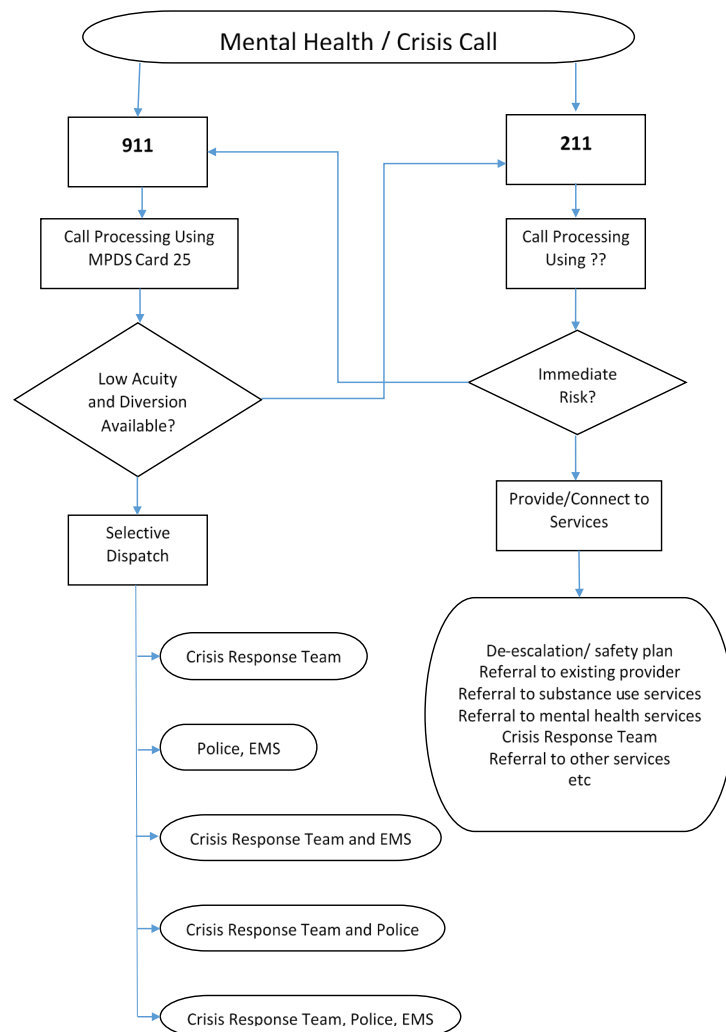 Mental Health / Crisis Call
911
211
Call Processing Using
MPDS Card 25
Call Processing
Using ??
Low Acuity
and Diversion
Available?
Immediate
Risk?
Selective
Dispatch
Provide/Connect to
Services
Crisis Response Team
Police, EMS
Crisis Response Team and EMS
Crisis Response Team and Police
Crisis Response Team, Police, EMS
De-escalation/ safety plan
Referral to existing provider
Referral to substance use services
Referral to mental health services
Crisis Response Team
Referral to other services
etc